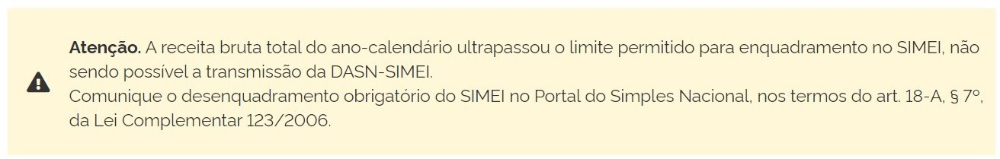 Atenção. A receita bruta total do ano-calendário ultrapassou o limite permitido para enquadramento no SIMEI, não
sendo possível a transmissão da DASN-SIMEI.
Comunique o desenquadramento obrigatório do SIMEI no Portal do Simples Nacional, nos termos do art. 18-A, § 7º,
da Lei Complementar 123/2006.